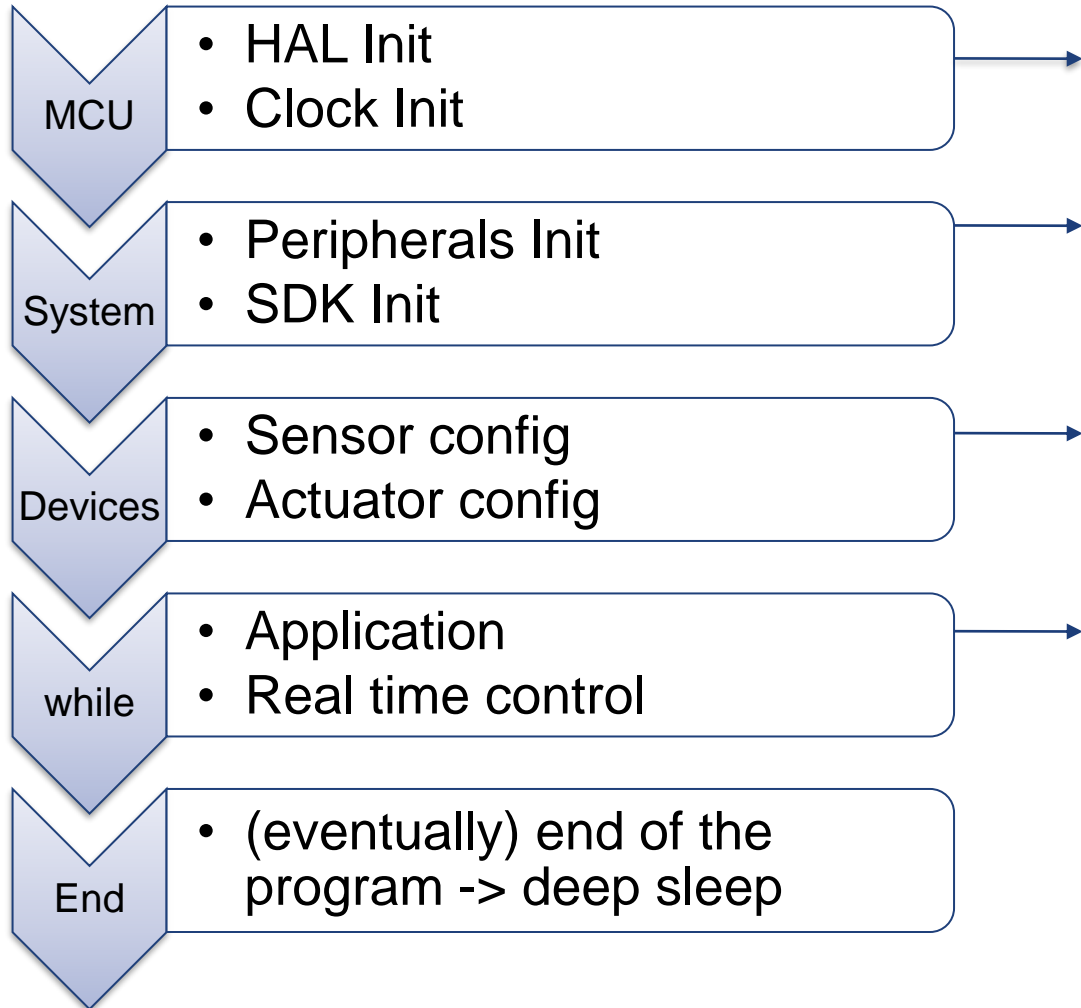 MCU
• HAL Init
• Clock Init
System
• Peripherals Init
• SDK Init
Devices
• Sensor config
• Actuator config
while
• Application
• Real time control
End
• (eventually) end of the
program -> deep sleep